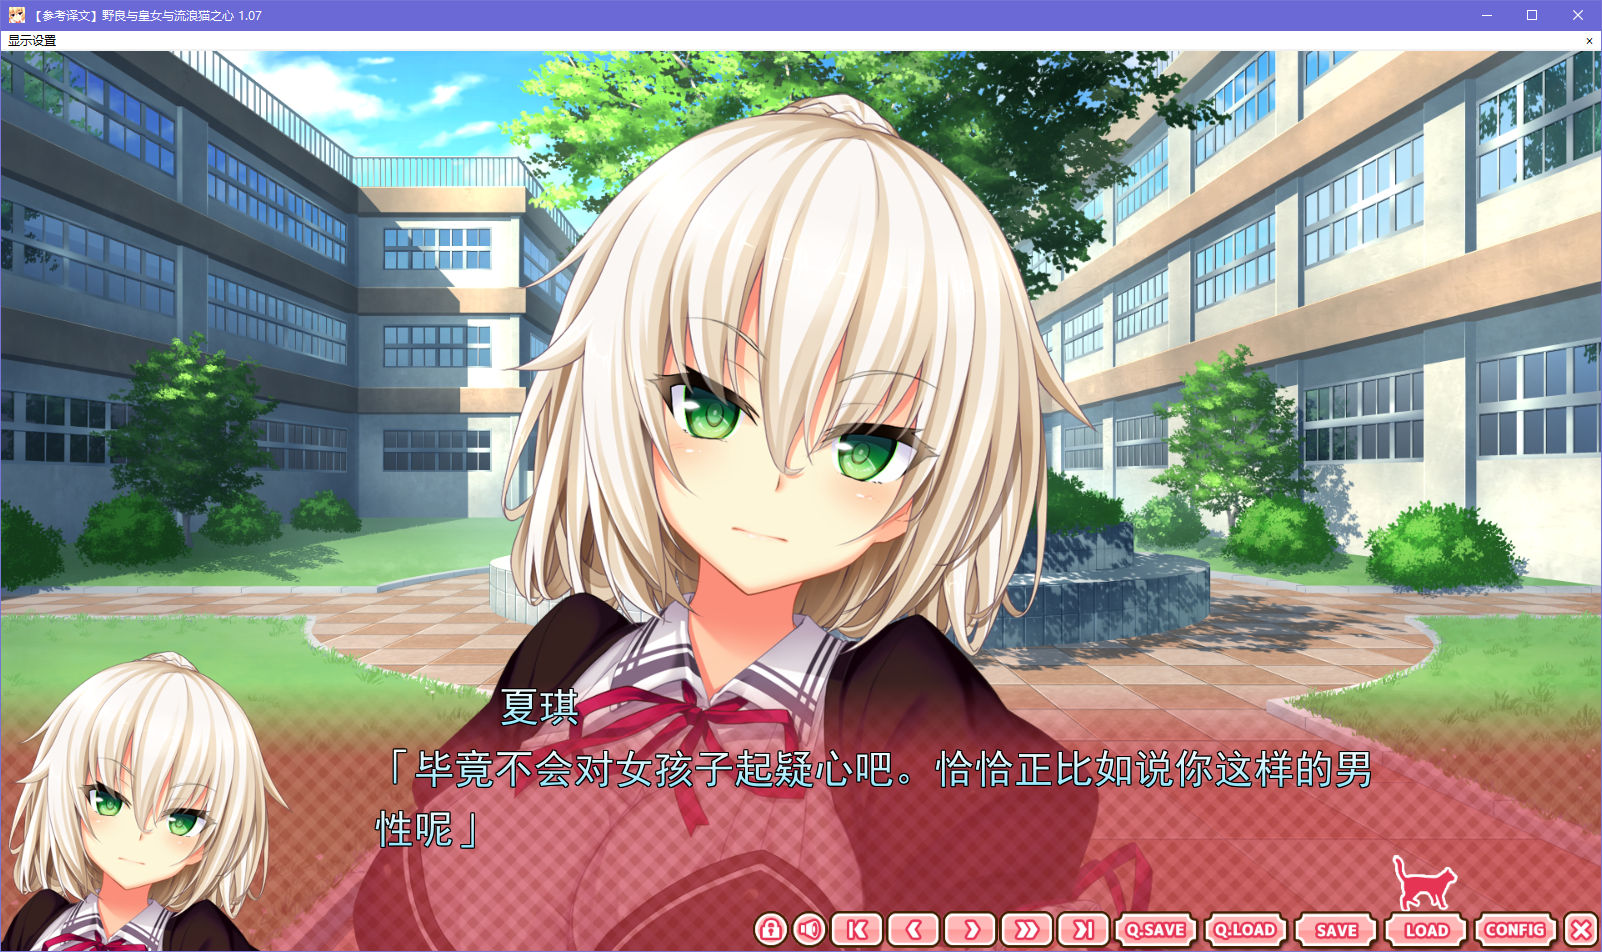 【参考译文】野良与皇女与流浪猫之心 1.07
显示设置
夏琪
「毕竟不会对女孩子起疑心吧。恰恰正比如说你这样的男
性呢」
Q.SAVE Q.LOAD SAVE LOAD CONFIG